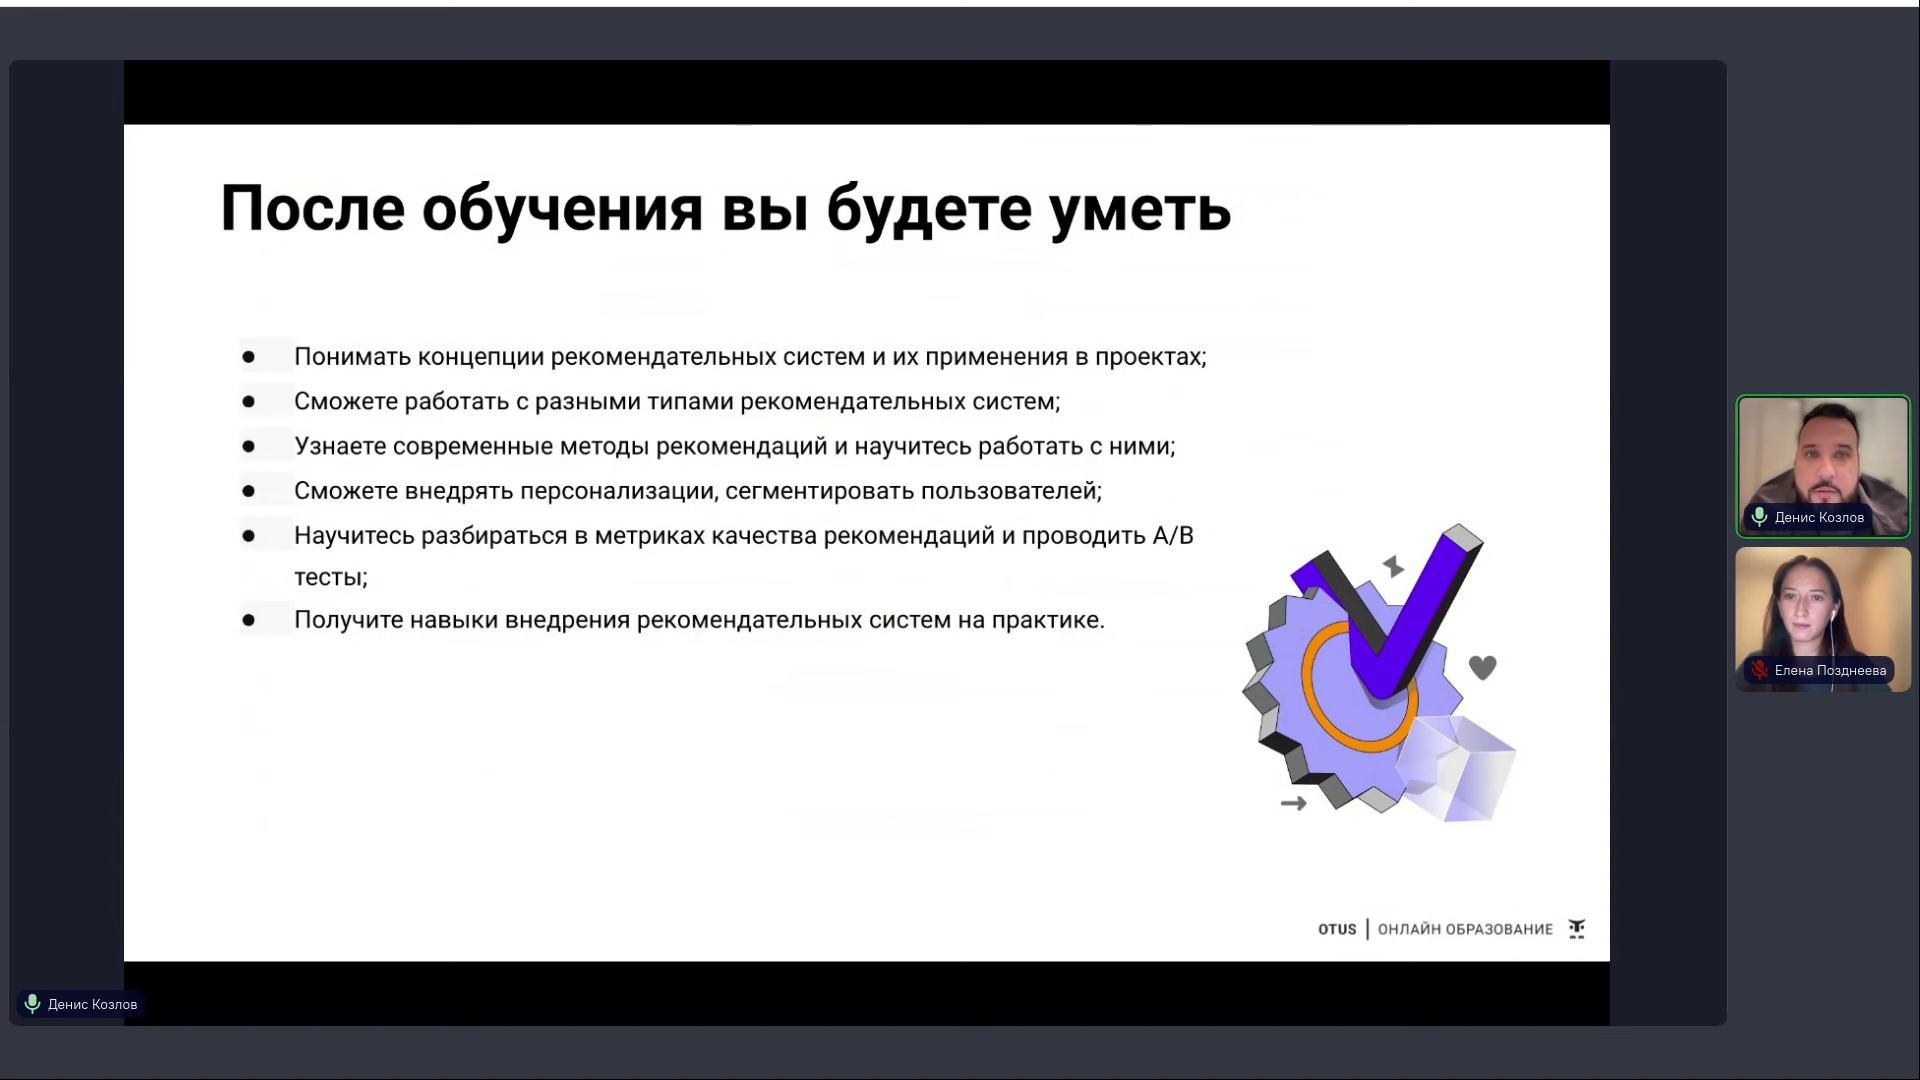 После обучения вы будете уметь
● Понимать концепции рекомендательных систем и их применения в проектах;
● Сможете работать с разными типами рекомендательных систем;
● Узнаете современные методы рекомендаций и научитесь работать с ними;
● Сможете внедрять персонализации, сегментировать пользователей;
● Научитесь разбираться в метриках качества рекомендаций и проводить A/B
тесты;
● Получите навыки внедрения рекомендательных систем на практике.
OTUS | ОНЛАЙН ОБРАЗОВАНИЕ
Денис Козлов
Денис Козлов
Елена Позднеева